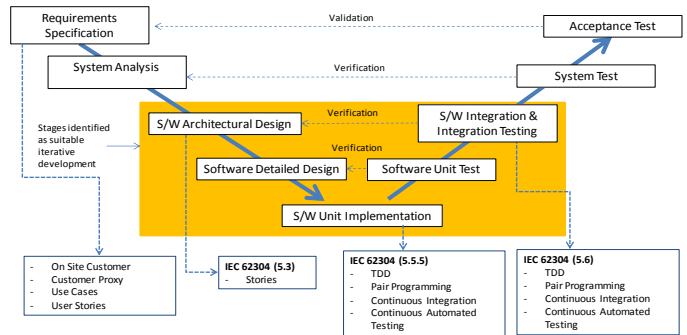 Requirements
Specification
Validation
Acceptance Test
System Analysis
Verification
System Test
Stages identified
as suitable
iterative
development
S/W Architectural Design
Verification
S/W Integration &
Integration Testing
Software Detailed Design
Verification
Software Unit Test
S/W Unit Implementation
- On Site Customer
- Customer Proxy
- Use Cases
- User Stories
IEC 62304 (5.3)
- Stories
IEC 62304 (5.5.5)
- TDD
- Pair Programming
- Continuous Integration
- Continuous Automated
Testing
IEC 62304 (5.6)
- TDD
- Pair Programming
- Continuous Integration
- Continuous Automated
Testing